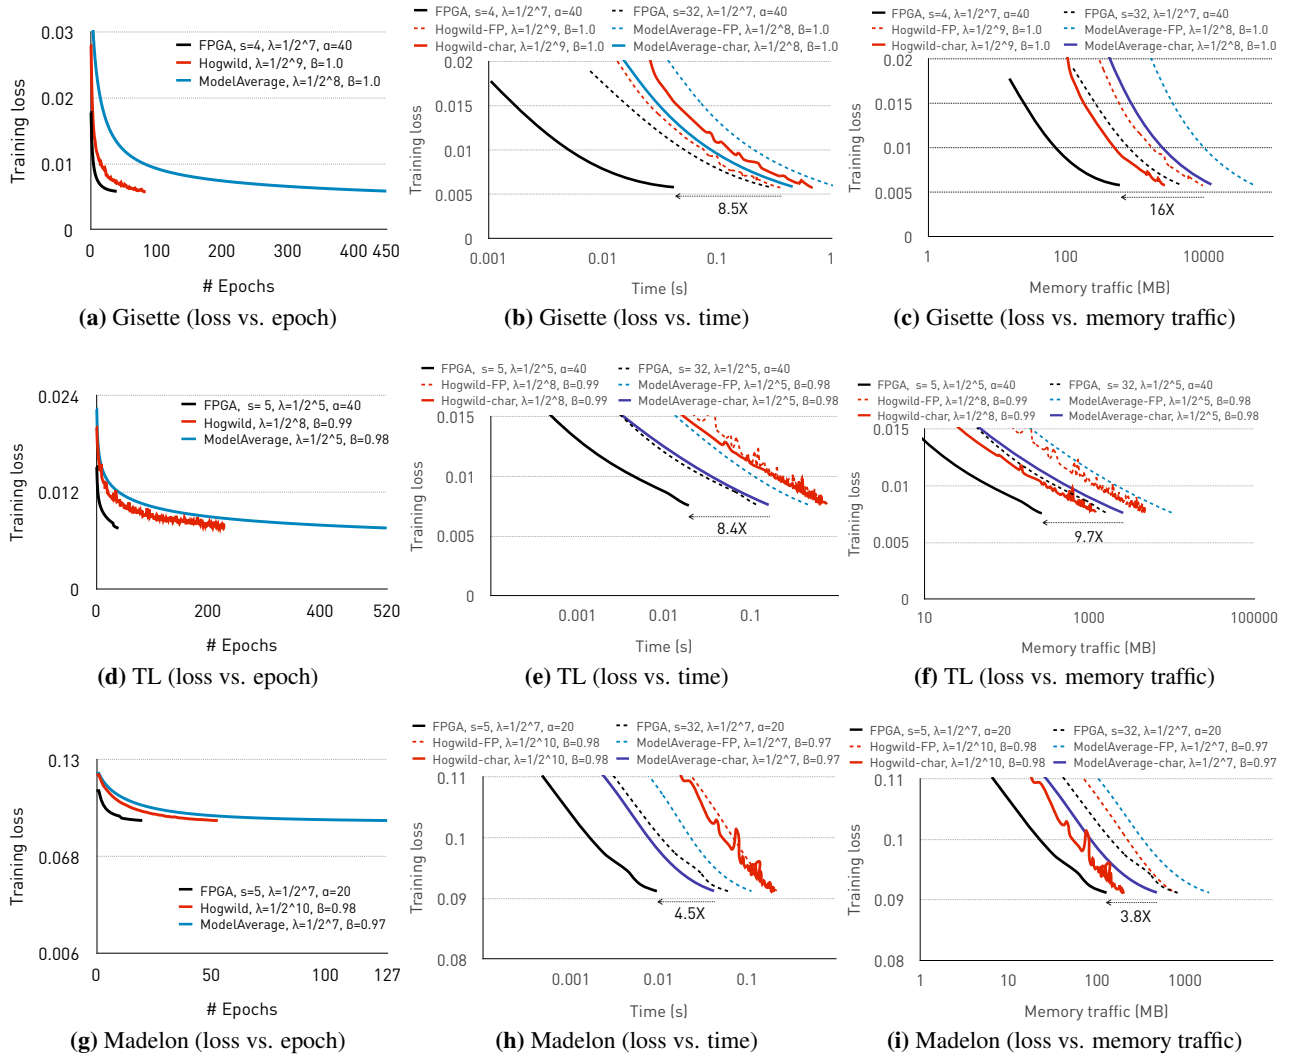 FPGA, s=4, λ=1/2^7, α=40
Hogwild, λ=1/2^9, β=1.0
ModelAverage, λ=1/2^8, β=1.0
Training loss
0.03
0.02
0.01
0
0 100 200 300 400 450
# Epochs
(a) Gisette (loss vs. epoch)
FPGA, s=4, λ=1/2^7, α=40
FPGA, s=32, λ=1/2^7, α=40
Hogwild-FP, λ=1/2^9, β=1.0
ModelAverage-FP, λ=1/2^8, β=1.0
Hogwild-char, λ=1/2^9, β=1.0
ModelAverage-char, λ=1/2^8, β=1.0
Training loss
0.02
0.015
0.01
0.005
0
8.5X
0.001 0.01 0.1 1
Time (s)
(b) Gisette (loss vs. time)
FPGA, s=4, λ=1/2^7, α=40
FPGA, s=32, λ=1/2^7, α=40
Hogwild-FP, λ=1/2^9, β=1.0
ModelAverage-FP, λ=1/2^8, β=1.0
Hogwild-char, λ=1/2^9, β=1.0
ModelAverage-char, λ=1/2^8, β=1.0
Training loss
0.02
0.015
0.01
0.005
0
16X
1 100 10000
Memory traffic (MB)
(c) Gisette (loss vs. memory traffic)
FPGA, s= 5, λ=1/2^5, α=40
Hogwild, λ=1/2^8, β=0.99
ModelAverage, λ=1/2^5, β=0.98
Training loss
0.024
0.012
0
0 200 400 520
# Epochs
(d) TL (loss vs. epoch)
FPGA, s= 5, λ=1/2^5, α=40
FPGA, s= 32, λ=1/2^5, α=40
Hogwild-FP, λ=1/2^8, β=0.99
ModelAverage-FP, λ=1/2^5, β=0.98
Hogwild-char, λ=1/2^8, β=0.99
ModelAverage-char, λ=1/2^5, β=0.98
Training loss
0.015
0.01
0.005
0
8.4X
0.001 0.01 0.1
Time (s)
(e) TL (loss vs. time)
FPGA, s= 5, λ=1/2^5, α=40
FPGA, s= 32, λ=1/2^5, α=40
Hogwild-FP, λ=1/2^8, β=0.99
ModelAverage-FP, λ=1/2^5, β=0.98
Hogwild-char, λ=1/2^8, β=0.99
ModelAverage-char, λ=1/2^5, β=0.98
Training loss
0.015
0.01
0.005
0
9.7X
10 1000 100000
Memory traffic (MB)
(f) TL (loss vs. memory traffic)
Training loss
0.13
0.068
0.006
FPGA, s=5, λ=1/2^7, α=20
Hogwild, λ=1/2^10, β=0.98
ModelAverage, λ=1/2^7, β=0.97
0 50 100 127
# Epochs
(g) Madelon (loss vs. epoch)
FPGA, s=5, λ=1/2^7, α=20
FPGA, s=32, λ=1/2^7, α=20
Hogwild-FP, λ=1/2^10, β=0.98
ModelAverage-FP, λ=1/2^7, β=0.97
Hogwild-char, λ=1/2^10, β=0.98
ModelAverage-char, λ=1/2^7, β=0.97
Training loss
0.11
0.1
0.09
0.08
4.5X
0.001 0.01 0.1
Time (s)
(h) Madelon (loss vs. time)
FPGA, s=5, λ=1/2^7, α=20
FPGA, s=32, λ=1/2^7, α=20
Hogwild-FP, λ=1/2^10, β=0.98
ModelAverage-FP, λ=1/2^7, β=0.97
Hogwild-char, λ=1/2^10, β=0.98
ModelAverage-char, λ=1/2^7, β=0.97
Training loss
0.11
0.1
0.09
0.08
3.8X
1 10 100 1000
Memory traffic (MB)
(i) Madelon (loss vs. memory traffic)